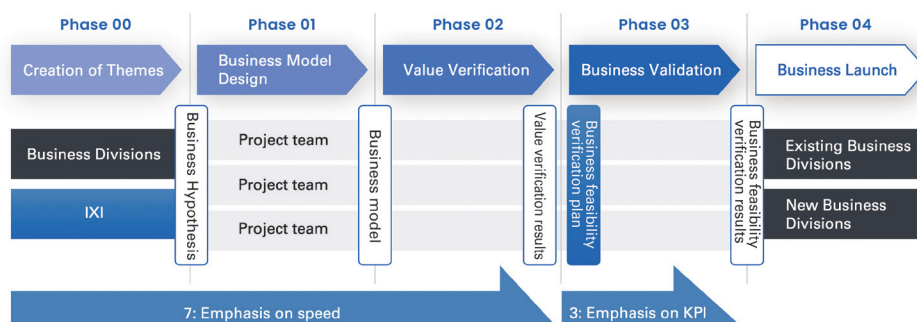 Phase 00
Phase 01
Phase 02
Phase 03
Phase 04
Creation of Themes
Business Model
Design
Value Verification
Business Validation
Business Launch
Business Divisions
IXI
Business Hypothesis
Project team
Project team
Project team
Business model
Value verification results
Business feasibility
verification plan
Business feasibility
verification results
Existing Business
Divisions
New Business
Divisions
7: Emphasis on speed
3: Emphasis on KPI